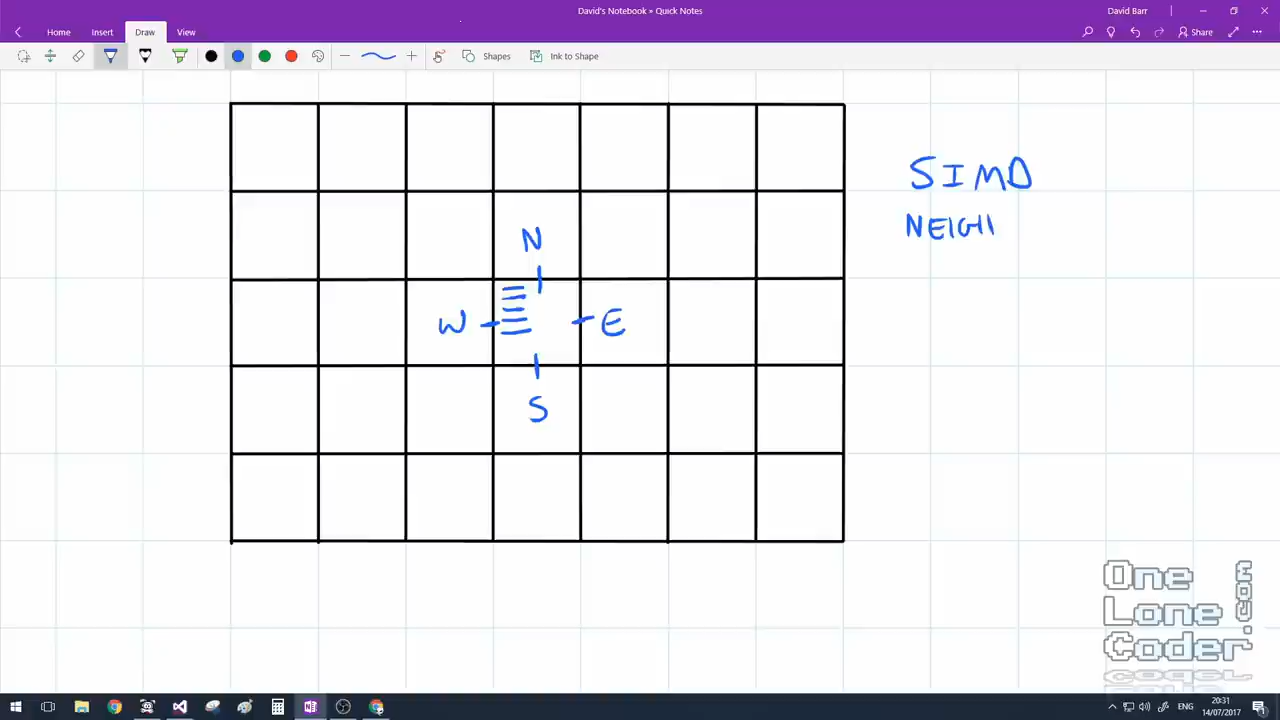 David's Notebook » Quick Notes
David Barr
Home
Insert
Draw
View
Share
Shapes
Ink to Shape
SIMD
NEIGH
N
W
E
S
One
Lone
Coder
.com
ENG
20:31
14/07/2017